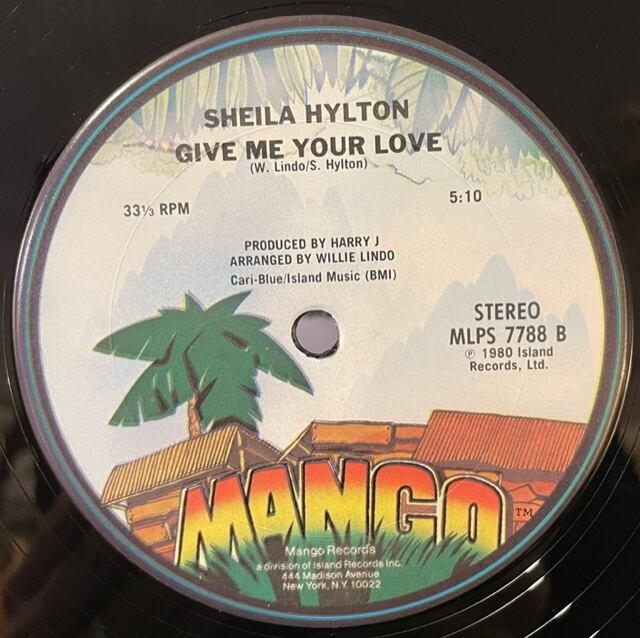 SHEILA HYLTON
GIVE ME YOUR LOVE
(W. Lindo/S. Hylton)
33⅓ RPM
5:10
PRODUCED BY HARRY J
ARRANGED BY WILLIE LINDO
Cari-Blue/Island Music (BMI)
STEREO
MLPS 7788 B
℗ 1980 Island
Records, Ltd.
MANGO TM
Mango Records
a division of Island Records Inc.
444 Madison Avenue
New York, N.Y. 10022